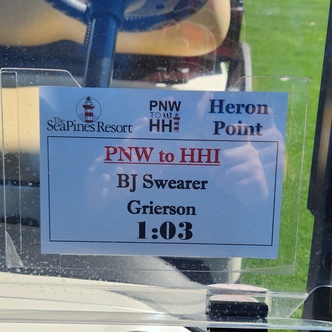 The
SeaPines Resort
PNW
TO
HHI
Heron
Point
PNW to HHI
BJ Swearer
Grierson
1:03